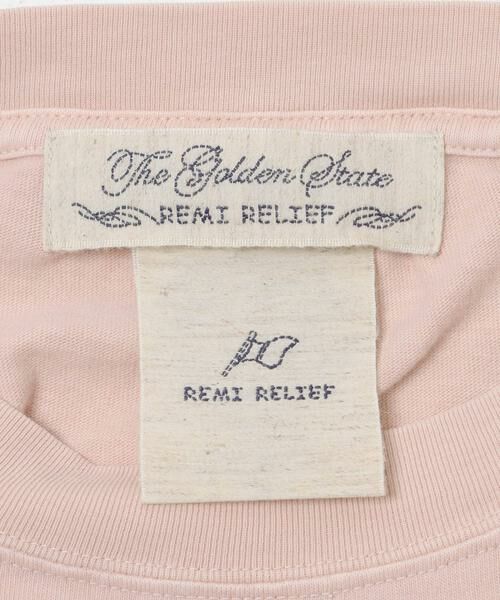 The Golden State
REMI RELIEF
REMI RELIEF